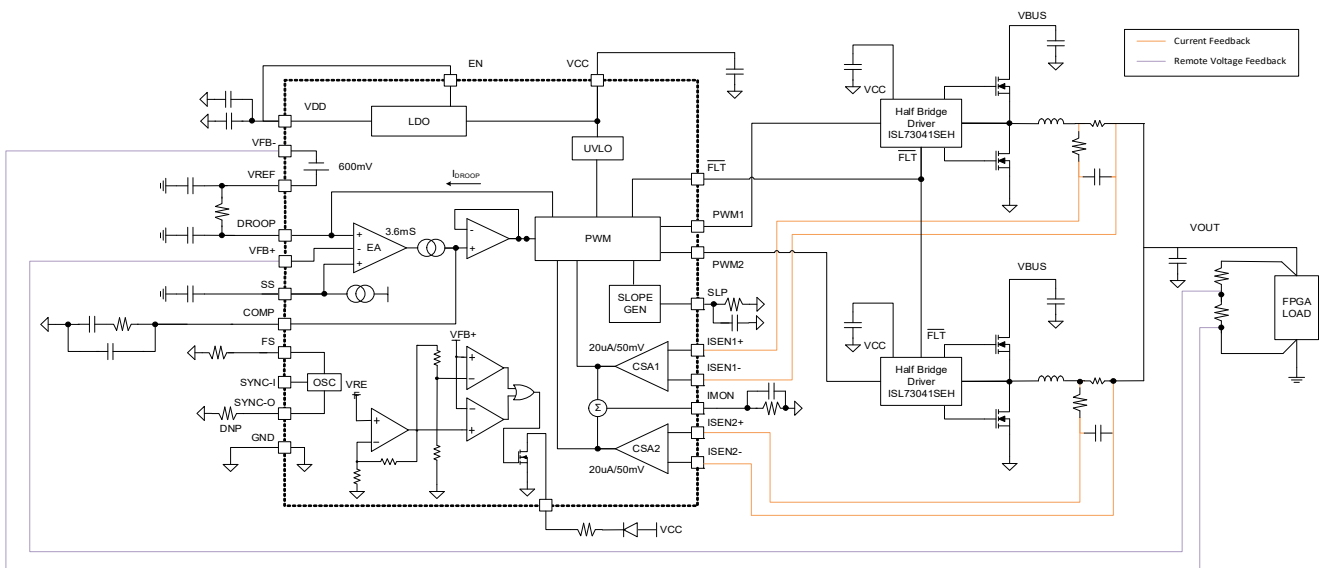 VBUS
Current Feedback
Remote Voltage Feedback
EN
VCC
VCC
VDD
LDO
Half Bridge
Driver
ISL73041SEH
UVLO
VFB-
600mV
FLT
FLT
VREF
IDROOP
DROOP
3.6mS
PWM1
EA
PWM
VFB+
PWM2
VOUT
VBUS
SS
SLOPE
GEN
SLP
FPGA
LOAD
COMP
FS
VFB+
20uA/50mV
ISEN1+
VCC
FLT
CSA1
Half Bridge
Driver
ISL73041SEH
ISEN1-
SYNC-I
OSC
VRE
IMON
Σ
SYNC-O
DNP
ISEN2+
GND
CSA2
ISEN2-
20uA/50mV
VCC